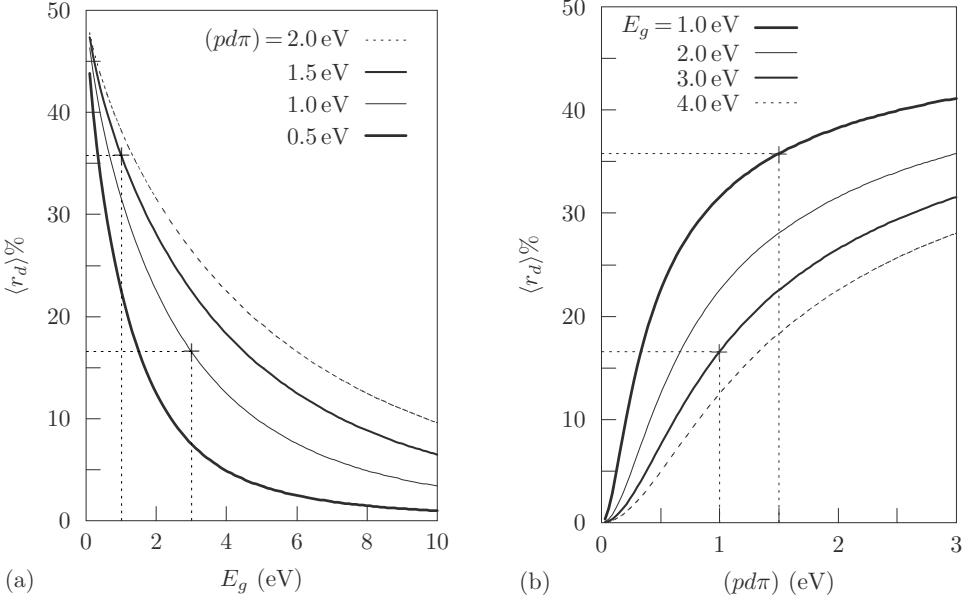 50
40
30
20
10
0
⟨r_d⟩%
(pdπ) = 2.0 eV
1.5 eV
1.0 eV
0.5 eV
0 2 4 6 8 10
(a) E_g (eV)
50
40
30
20
10
0
⟨r_d⟩%
E_g = 1.0 eV
2.0 eV
3.0 eV
4.0 eV
0 1 2 3
(b) (pdπ) (eV)